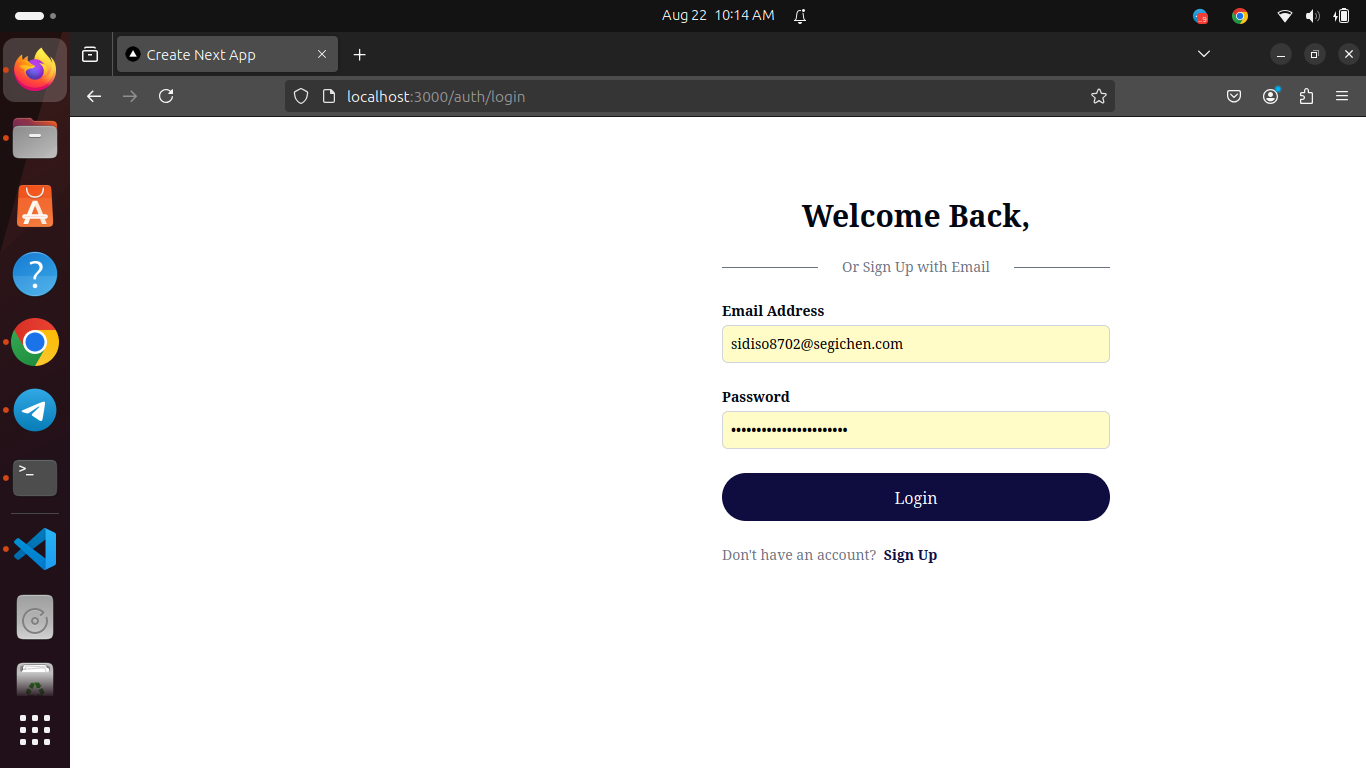 Aug 22 10:14 AM
Create Next App
localhost:3000/auth/login
Welcome Back,
Or Sign Up with Email
Email Address
sidiso8702@segichen.com
Password
•••••••••••••••••••••••
Login
Don't have an account? Sign Up